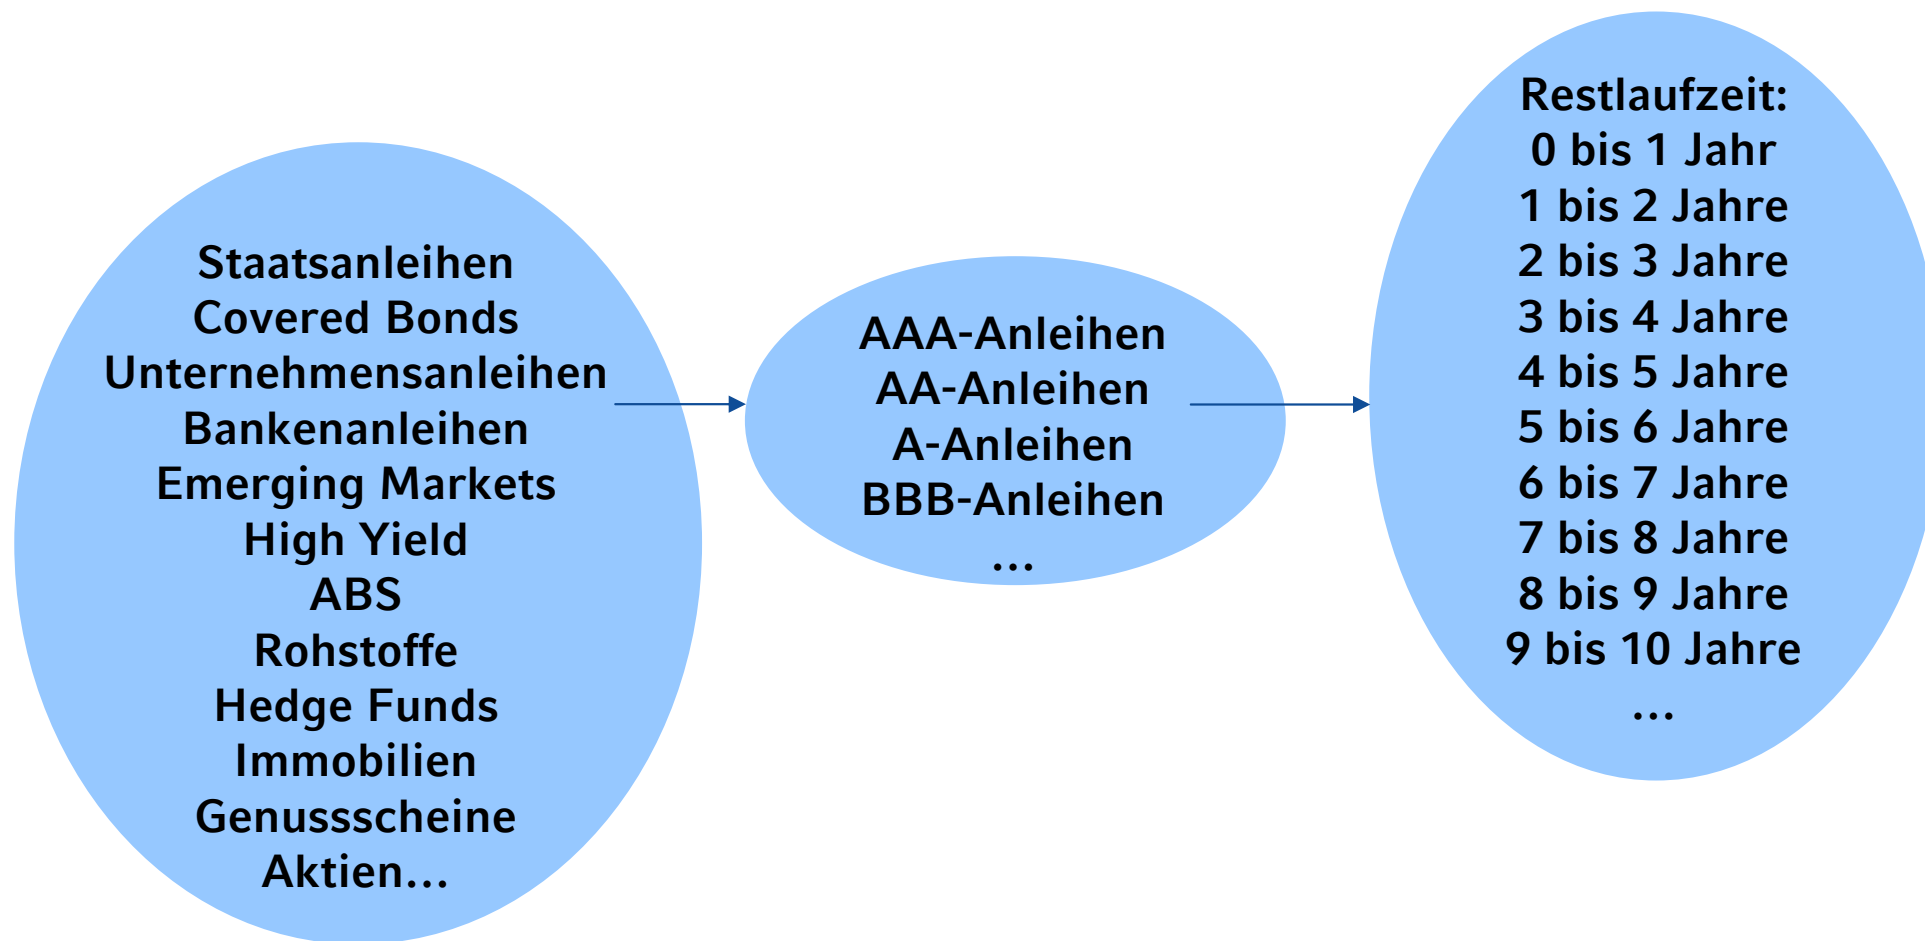 Staatsanleihen
Covered Bonds
Unternehmensanleihen
Bankenanleihen
Emerging Markets
High Yield
ABS
Rohstoffe
Hedge Funds
Immobilien
Genussscheine
Aktien...
AAA-Anleihen
AA-Anleihen
A-Anleihen
BBB-Anleihen
...
Restlaufzeit:
0 bis 1 Jahr
1 bis 2 Jahre
2 bis 3 Jahre
3 bis 4 Jahre
4 bis 5 Jahre
5 bis 6 Jahre
6 bis 7 Jahre
7 bis 8 Jahre
8 bis 9 Jahre
9 bis 10 Jahre
...